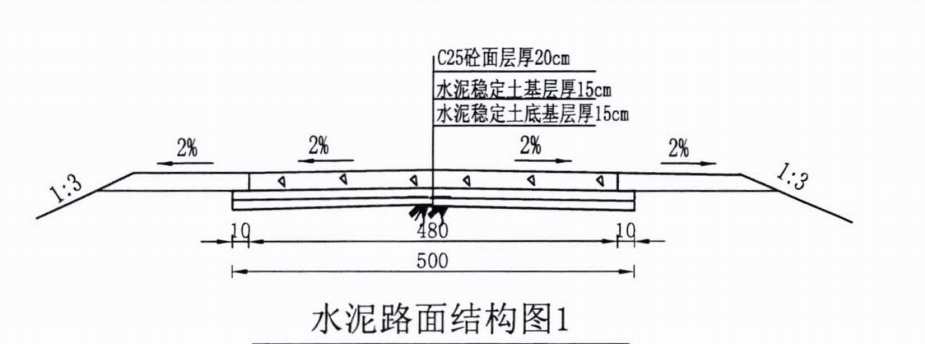 C25砼面层厚20cm
水泥稳定土基层厚15cm
水泥稳定土底基层厚15cm
2% 2% 2% 2%
1:3 1:3
10 480 10
500
水泥路面结构图1